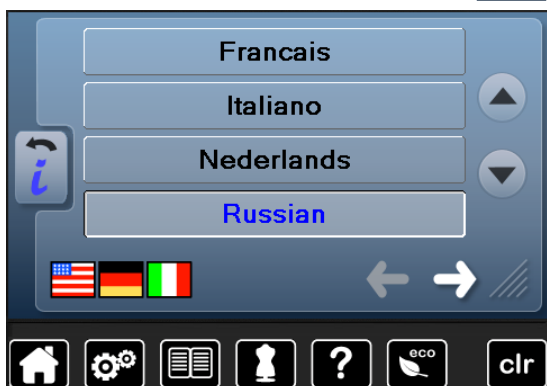 Francais
Italiano
Nederlands
Russian
i
?
eco
clr